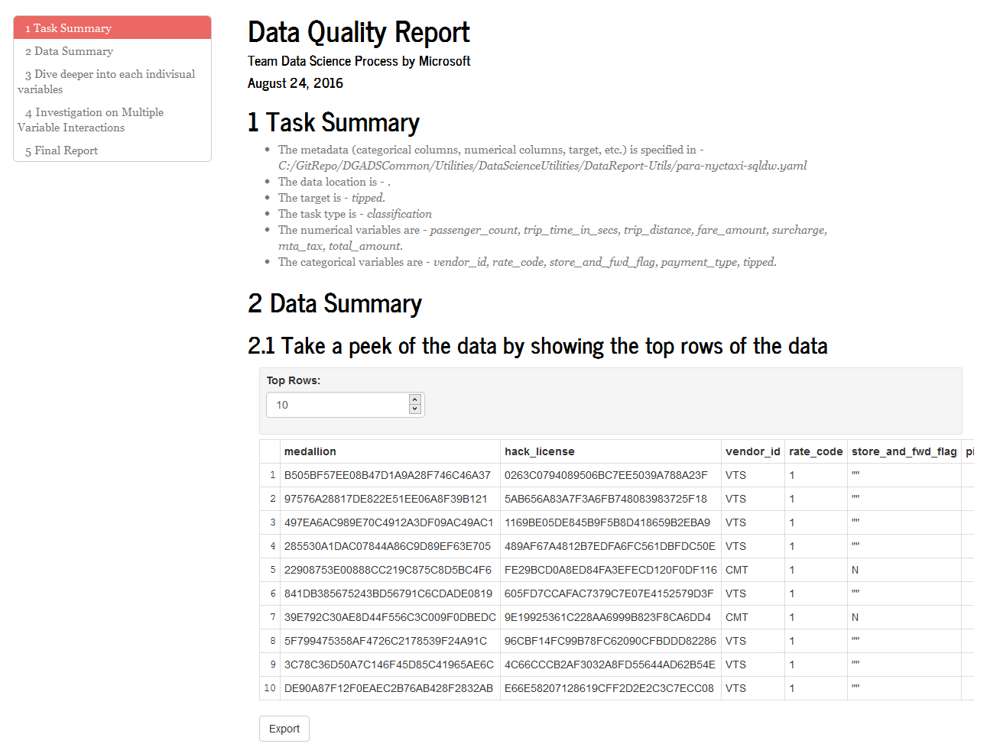 1 Task Summary
2 Data Summary
3 Dive deeper into each indivisual
variables
4 Investigation on Multiple
Variable Interactions
5 Final Report
Data Quality Report
Team Data Science Process by Microsoft
August 24, 2016
1 Task Summary
• The metadata (categorical columns, numerical columns, target, etc.) is specified in -
C:/GitRepo/DGADSCommon/Utilities/DataScienceUtilities/DataReport-Utils/para-nyctaxi-sqldw.yaml
• The data location is - .
• The target is - tipped.
• The task type is - classification
• The numerical variables are - passenger_count, trip_time_in_secs, trip_distance, fare_amount, surcharge,
mta_tax, total_amount.
• The categorical variables are - vendor_id, rate_code, store_and_fwd_flag, payment_type, tipped.
2 Data Summary
2.1 Take a peek of the data by showing the top rows of the data
Top Rows:
10
medallion hack_license vendor_id rate_code store_and_fwd_flag pi
1 B505BF57EE08B47D1A9A28F746C46A37 0263C0794089506BC7EE5039A788A23F VTS 1 ""
2 97576A28817DE822E51EE06A8F39B121 5AB656A83A7F3A6FB748083983725F18 VTS 1 ""
3 497EA6AC989E70C4912A3DF09AC49AC1 1169BE05DE845B9F5B8D418659B2EBA9 VTS 1 ""
4 285530A1DAC07844A86C9D89EF63E705 489AF67A4812B7EDFA6FC561DBFDC50E VTS 1 ""
5 22908753E00888CC219C875C8D5BC4F6 FE29BCD0A8ED84FA3EFECD120F0DF116 CMT 1 N
6 841DB385675243BD56791C6CDADE0819 605FD7CCAFAC7379C7E07E4152579D3F VTS 1 ""
7 39E792C30AE8D44F556C3C009F0DBEDC 9E19925361C228AA6999B823F8CA6DD4 CMT 1 N
8 5F799475358AF4726C2178539F24A91C 96CBF14FC99B78FC62090CFBDDD82286 VTS 1 ""
9 3C78C36D50A7C146F45D85C41965AE6C 4C66CCCB2AF3032A8FD55644AD62B54E VTS 1 ""
10 DE90A87F12F0EAEC2B76AB428F2832AB E66E58207128619CFF2D2E2C3C7ECC08 VTS 1 ""
Export